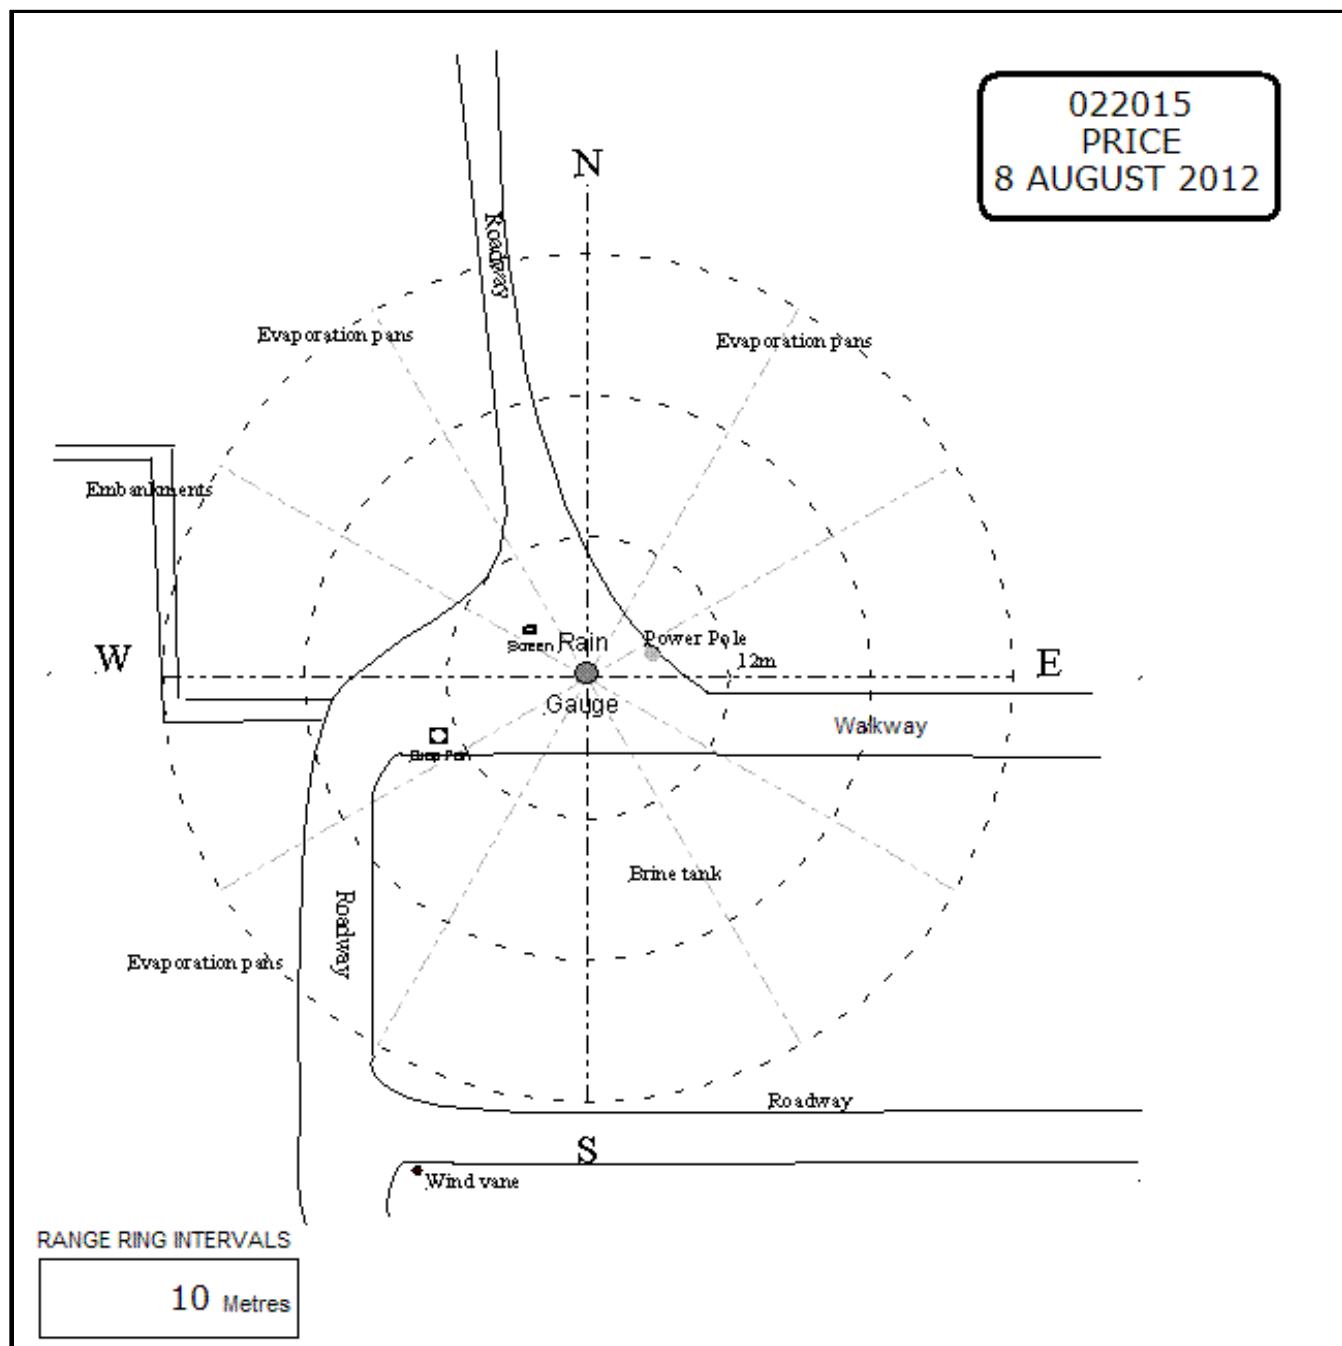 022015
PRICE
8 AUGUST 2012
N
Roadway
Evaporation pans
Evaporation pans
Embankments
Screen
Rain
Power Pole
W
12m
E
Gauge
Walkway
Evap Pan
Brine tank
Roadway
Evaporation pans
Roadway
S
Wind vane
RANGE RING INTERVALS
10 Metres